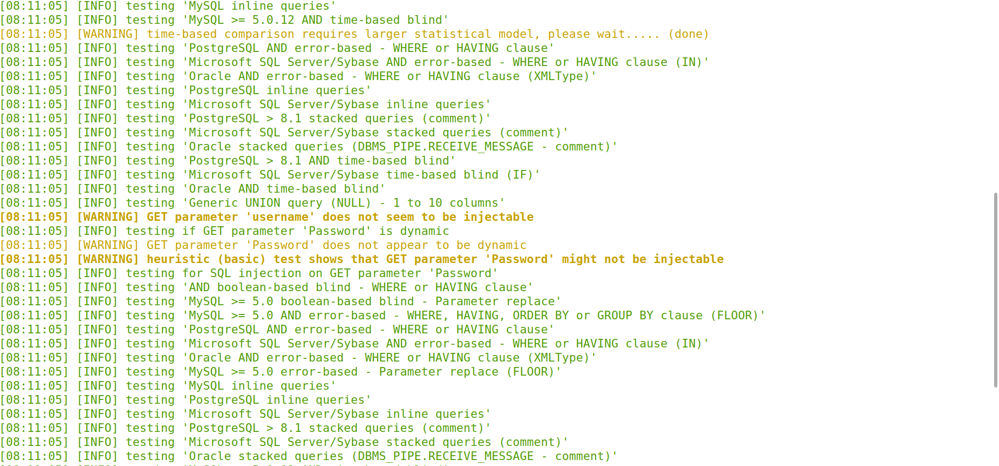 [08:11:05] [INFO] testing 'MySQL inline queries'
[08:11:05] [INFO] testing 'MySQL >= 5.0.12 AND time-based blind'
[08:11:05] [WARNING] time-based comparison requires larger statistical model, please wait..... (done)
[08:11:05] [INFO] testing 'PostgreSQL AND error-based - WHERE or HAVING clause'
[08:11:05] [INFO] testing 'Microsoft SQL Server/Sybase AND error-based - WHERE or HAVING clause (IN)'
[08:11:05] [INFO] testing 'Oracle AND error-based - WHERE or HAVING clause (XMLType)'
[08:11:05] [INFO] testing 'PostgreSQL inline queries'
[08:11:05] [INFO] testing 'Microsoft SQL Server/Sybase inline queries'
[08:11:05] [INFO] testing 'PostgreSQL > 8.1 stacked queries (comment)'
[08:11:05] [INFO] testing 'Microsoft SQL Server/Sybase stacked queries (comment)'
[08:11:05] [INFO] testing 'Oracle stacked queries (DBMS_PIPE.RECEIVE_MESSAGE - comment)'
[08:11:05] [INFO] testing 'PostgreSQL > 8.1 AND time-based blind'
[08:11:05] [INFO] testing 'Microsoft SQL Server/Sybase time-based blind (IF)'
[08:11:05] [INFO] testing 'Oracle AND time-based blind'
[08:11:05] [INFO] testing 'Generic UNION query (NULL) - 1 to 10 columns'
[08:11:05] [WARNING] GET parameter 'username' does not seem to be injectable
[08:11:05] [INFO] testing if GET parameter 'Password' is dynamic
[08:11:05] [WARNING] GET parameter 'Password' does not appear to be dynamic
[08:11:05] [WARNING] heuristic (basic) test shows that GET parameter 'Password' might not be injectable
[08:11:05] [INFO] testing for SQL injection on GET parameter 'Password'
[08:11:05] [INFO] testing 'AND boolean-based blind - WHERE or HAVING clause'
[08:11:05] [INFO] testing 'MySQL >= 5.0 boolean-based blind - Parameter replace'
[08:11:05] [INFO] testing 'MySQL >= 5.0 AND error-based - WHERE, HAVING, ORDER BY or GROUP BY clause (FLOOR)'
[08:11:05] [INFO] testing 'PostgreSQL AND error-based - WHERE or HAVING clause'
[08:11:05] [INFO] testing 'Microsoft SQL Server/Sybase AND error-based - WHERE or HAVING clause (IN)'
[08:11:05] [INFO] testing 'Oracle AND error-based - WHERE or HAVING clause (XMLType)'
[08:11:05] [INFO] testing 'MySQL >= 5.0 error-based - Parameter replace (FLOOR)'
[08:11:05] [INFO] testing 'MySQL inline queries'
[08:11:05] [INFO] testing 'PostgreSQL inline queries'
[08:11:05] [INFO] testing 'Microsoft SQL Server/Sybase inline queries'
[08:11:05] [INFO] testing 'PostgreSQL > 8.1 stacked queries (comment)'
[08:11:05] [INFO] testing 'Microsoft SQL Server/Sybase stacked queries (comment)'
[08:11:05] [INFO] testing 'Oracle stacked queries (DBMS_PIPE.RECEIVE_MESSAGE - comment)'